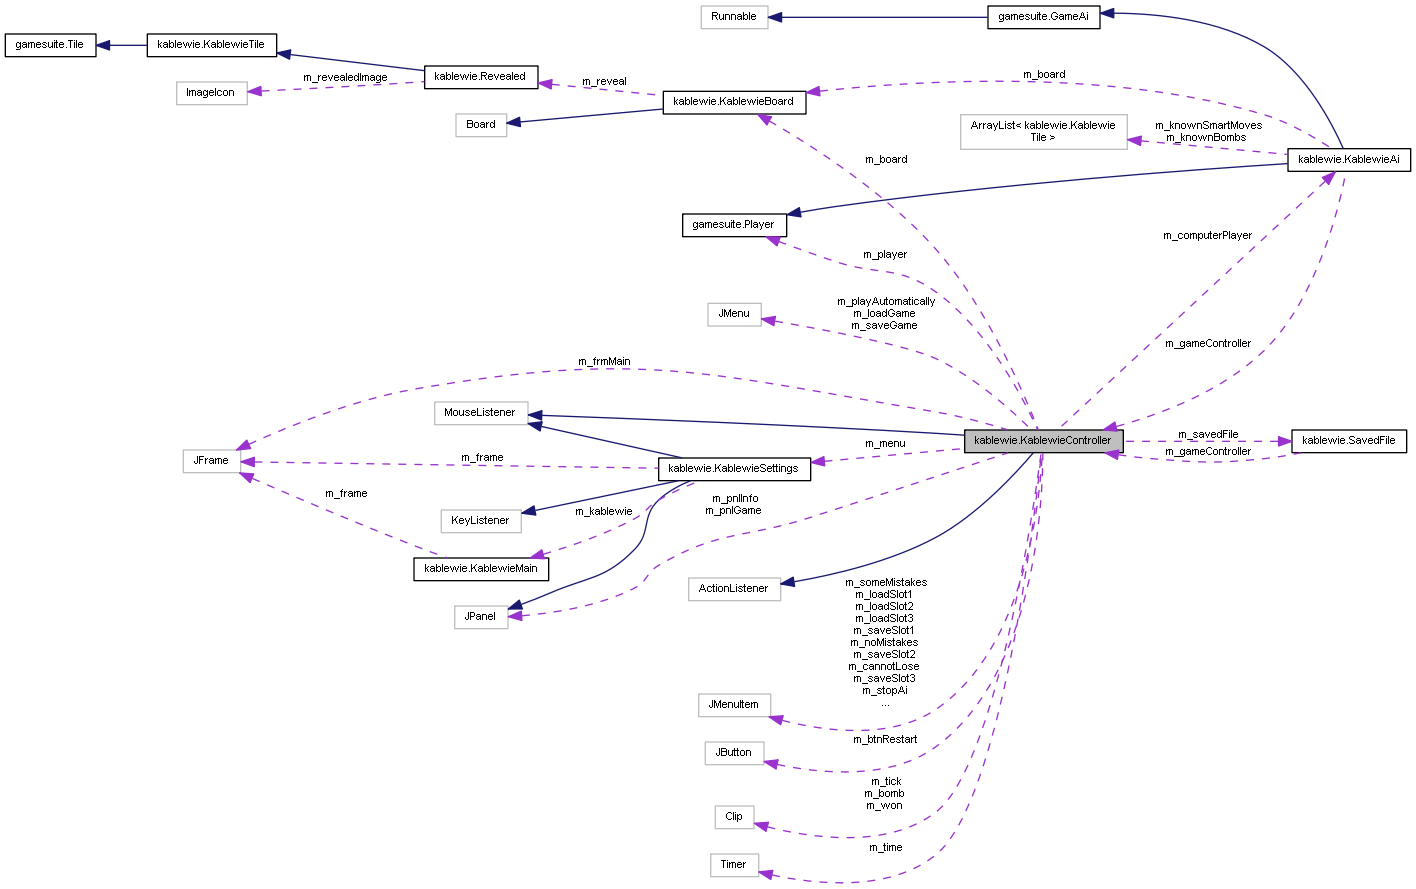 Runnable
gamesuite.GameAi
gamesuite.Tile
kablewie.KablewieTile
m_revealedImage
kablewie.Revealed
m_reveal
m_board
ImageIcon
kablewie.KablewieBoard
Board
ArrayList< kablewie.Kablewie
Tile >
m_knownSmartMoves
m_knownBombs
m_board
kablewie.KablewieAi
gamesuite.Player
m_computerPlayer
m_player
m_playAutomatically
m_loadGame
m_saveGame
JMenu
m_gameController
m_frmMain
MouseListener
kablewie.KablewieController
m_savedFile
kablewie.SavedFile
m_menu
m_gameController
JFrame
m_frame
kablewie.KablewieSettings
m_frame
m_pnlInfo
m_pnlGame
KeyListener
m_kablewie
kablewie.KablewieMain
ActionListener
JPanel
m_someMistakes
m_loadSlot1
m_loadSlot2
m_loadSlot3
m_saveSlot1
m_noMistakes
m_saveSlot2
m_cannotLose
m_saveSlot3
m_stopAi
...
JMenuItem
m_btnRestart
JButton
m_tick
m_bomb
m_won
Clip
m_time
Timer